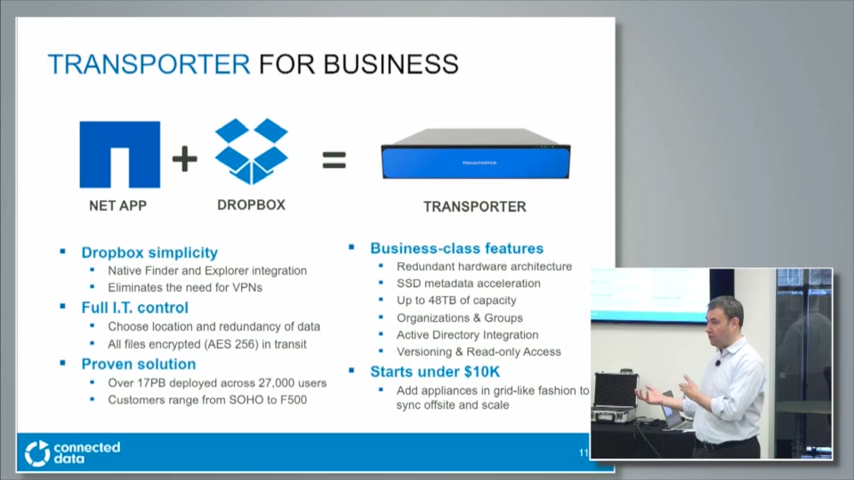 TRANSPORTER FOR BUSINESS
NET APP
+
DROPBOX
=
TRANSPORTER
TRANSPORTER
Dropbox simplicity
Native Finder and Explorer integration
Eliminates the need for VPNs
Full I.T. control
Choose location and redundancy of data
All files encrypted (AES 256) in transit
Proven solution
Over 17PB deployed across 27,000 users
Customers range from SOHO to F500
Business-class features
Redundant hardware architecture
SSD metadata acceleration
Up to 48TB of capacity
Organizations & Groups
Active Directory Integration
Versioning & Read-only Access
Starts under $10K
Add appliances in grid-like fashion to
sync offsite and scale
connected
data
11